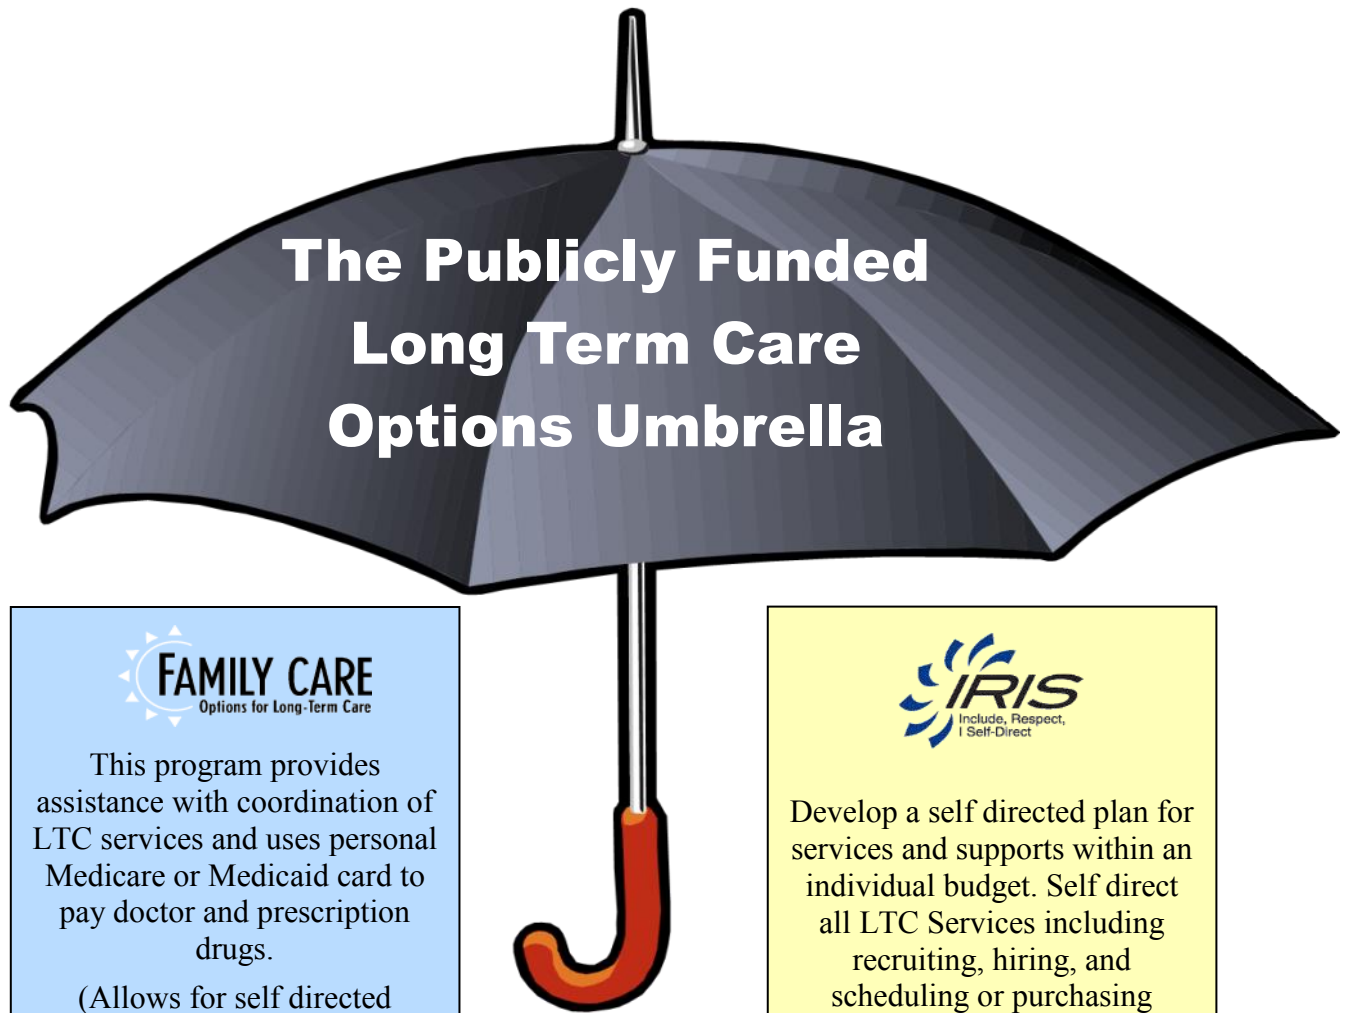 The Publicly Funded
Long Term Care
Options Umbrella
FAMILY CARE
Options for Long-Term Care
This program provides
assistance with coordination of
LTC services and uses personal
Medicare or Medicaid card to
pay doctor and prescription
drugs.
(Allows for self directed
IRIS
Include, Respect,
I Self-Direct
Develop a self directed plan for
services and supports within an
individual budget. Self direct
all LTC Services including
recruiting, hiring, and
scheduling or purchasing